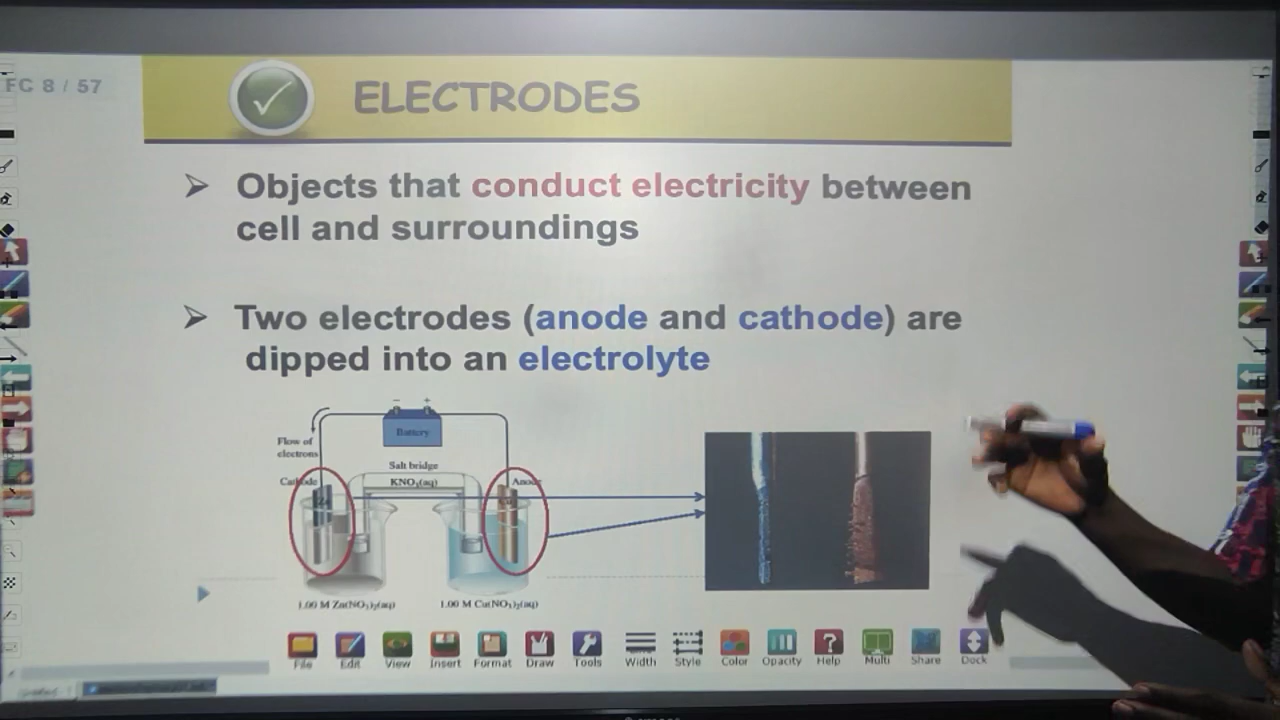 FC 8 / 57
ELECTRODES
Objects that conduct electricity between
cell and surroundings
Two electrodes (anode and cathode) are
dipped into an electrolyte
− +
Battery
Flow of
electrons
Salt bridge
Cathode
KNO3(aq)
Anode
1.00 M Zn(NO3)2(aq)
1.00 M Cu(NO3)2(aq)
File Edit View Insert Format Draw Tools Width Style Color Opacity Help Multi Share Dock